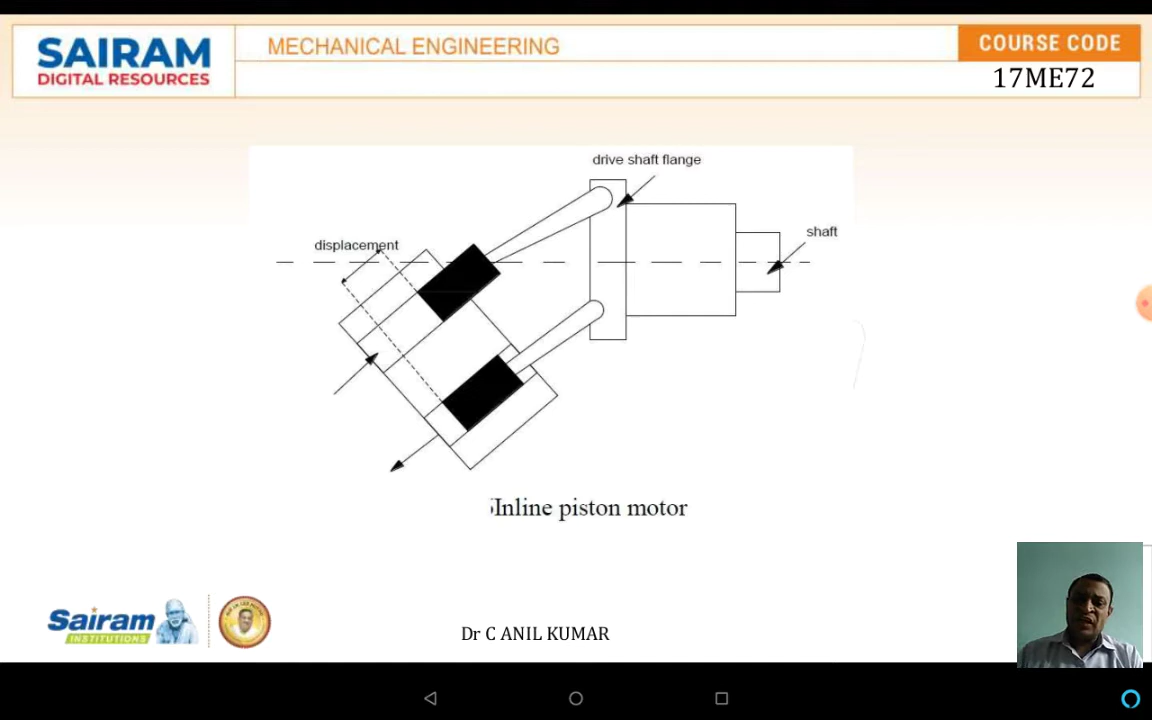 SAIRAM
DIGITAL RESOURCES
MECHANICAL ENGINEERING
COURSE CODE
17ME72
drive shaft flange
shaft
displacement
Inline piston motor
Sairam
INSTITUTIONS
Dr C ANIL KUMAR